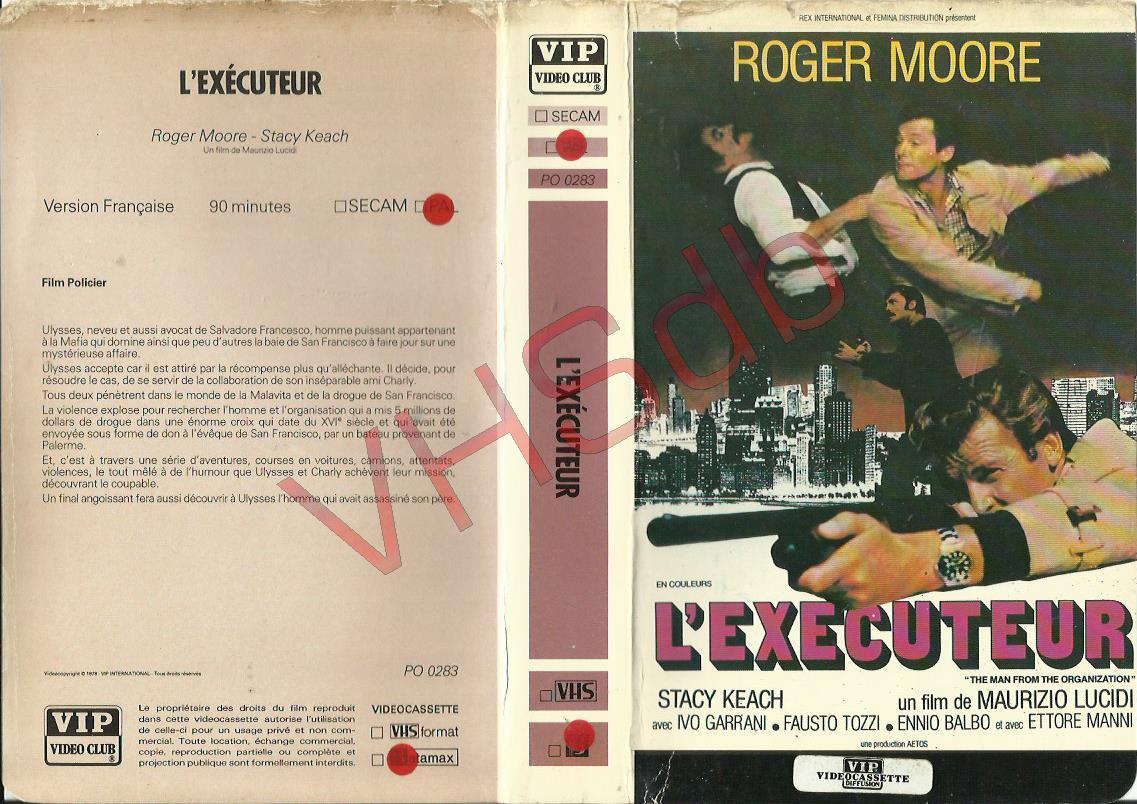 L'EXÉCUTEUR
Roger Moore - Stacy Keach
Un film de Maurizio Lucidi
Version Française 90 minutes □SECAM □PAL
Film Policier
Ulysses, neveu et aussi avocat de Salvadore Francesco, homme puissant appartenant
à la Mafia qui domine ainsi que peu d'autres la baie de San Francisco à faire jour sur une
mystérieuse affaire.
Ulysses accepte car il est attiré par la récompense plus qu'alléchante. Il décide, pour
résoudre le cas, de se servir de la collaboration de son inséparable ami Charly.
Tous deux pénètrent dans le monde de la Malavita et de la drogue de San Francisco.
La violence explose pour rechercher l'homme et l'organisation qui a mis 5 millions de
dollars de drogue dans une énorme croix qui date du XVIe siècle et qui avait été
envoyée sous forme de don à l'évêque de San Francisco, par un bateau provenant de
Palerme.
Et, c'est à travers une série d'aventures, courses en voitures, camions, attentats,
violences, le tout mêlé à de l'humour que Ulysses et Charly achèvent leur mission,
découvrant le coupable.
Un final angoissant fera aussi découvrir à Ulysses l'homme qui avait assassiné son père.
Videocopyright © 1978 - VIP INTERNATIONAL - Tous droits réservés
PO 0283
VIP
VIDEO CLUB
®
Le propriétaire des droits du film reproduit
dans cette videocassette autorise l'utilisation
de celle-ci pour un usage privé et non com-
mercial. Toute location, échange commercial,
copie, reproduction partielle ou complète et
projection publique sont formellement interdits.
VIDEOCASSETTE
□ VHS format
□ Betamax
VIP
VIDEO CLUB
®
□ SECAM
□ PAL
PO 0283
L'EXÉCUTEUR
□ VHS
REX INTERNATIONAL et FEMINA DISTRIBUTION présentent
ROGER MOORE
EN COULEURS
L'EXECUTEUR
"THE MAN FROM THE ORGANIZATION"
STACY KEACH un film de MAURIZIO LUCIDI
avec IVO GARRANI • FAUSTO TOZZI • ENNIO BALBO et avec ETTORE MANNI
une production AETOS
VIP
VIDEOCASSETTE
DIFFUSION
VHSdb